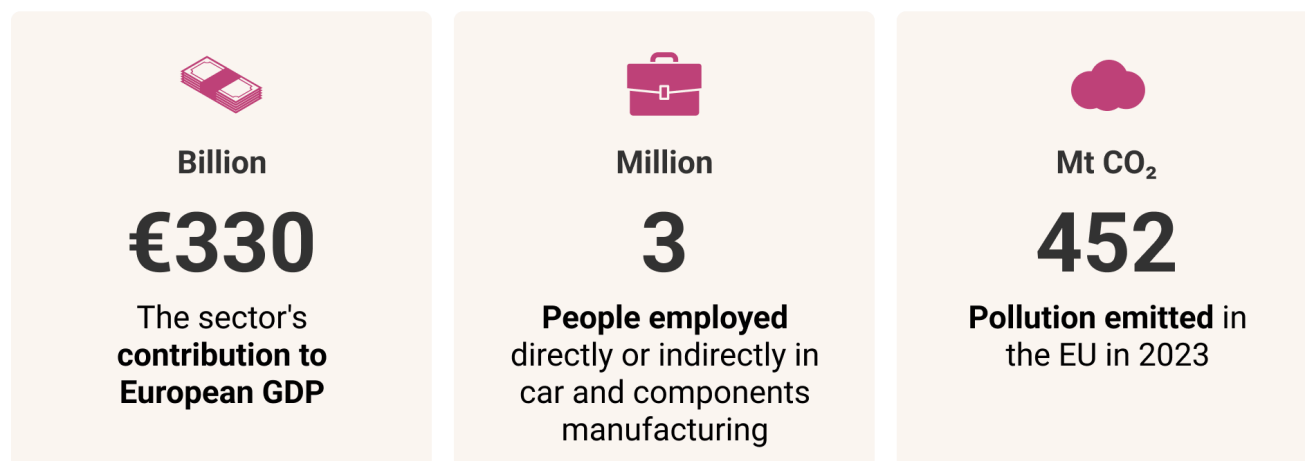 Billion
€330
The sector's
contribution to
European GDP
Million
3
People employed
directly or indirectly in
car and components
manufacturing
Mt CO₂
452
Pollution emitted in
the EU in 2023